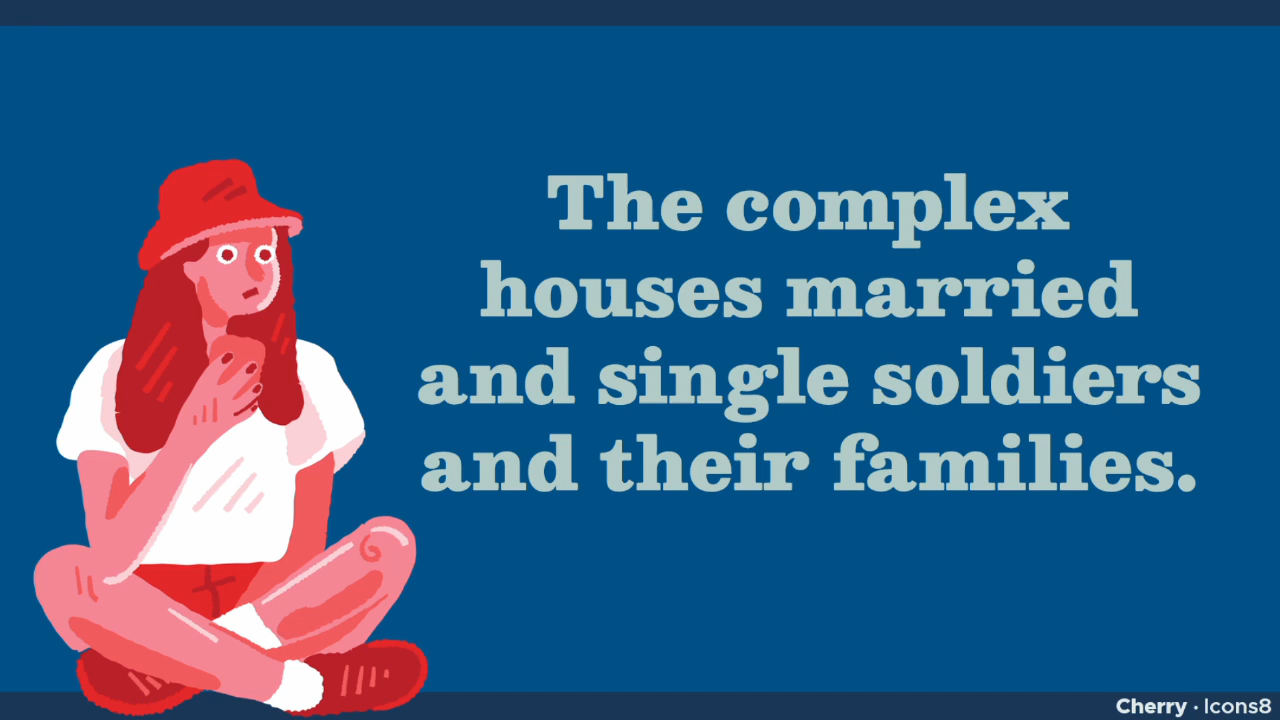 The complex
houses married
and single soldiers
and their families.
Cherry · Icons8